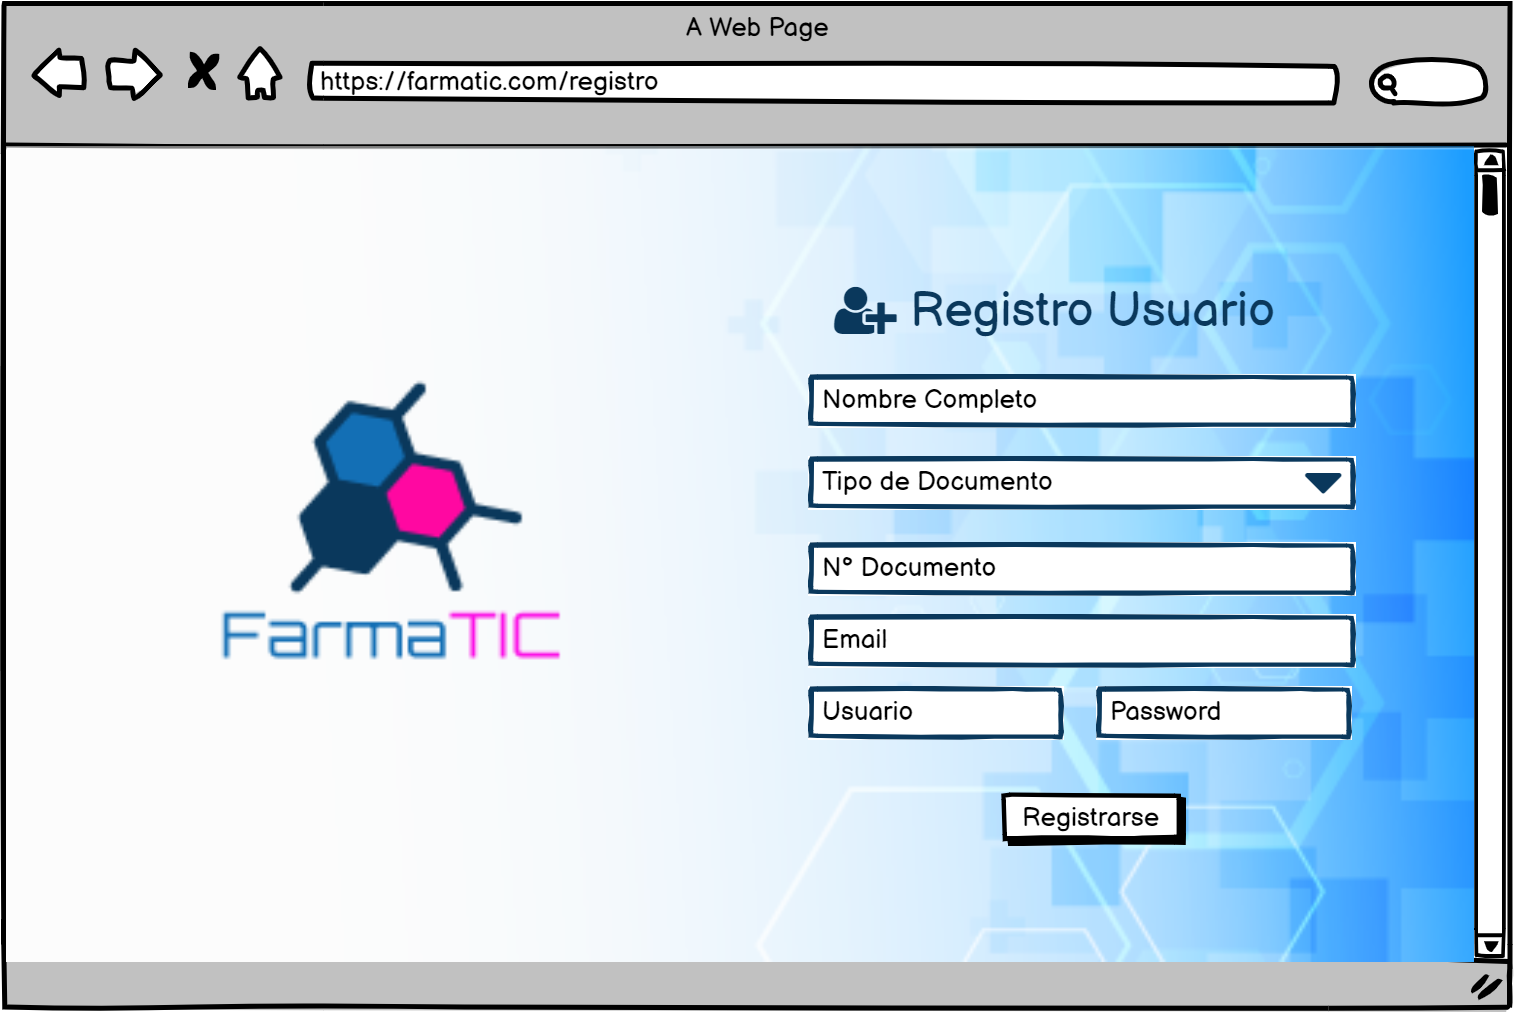 A Web Page
https://farmatic.com/registro
Registro Usuario
Nombre Completo
Tipo de Documento
N° Documento
Email
Usuario
Password
Registrarse
FarmaTIC